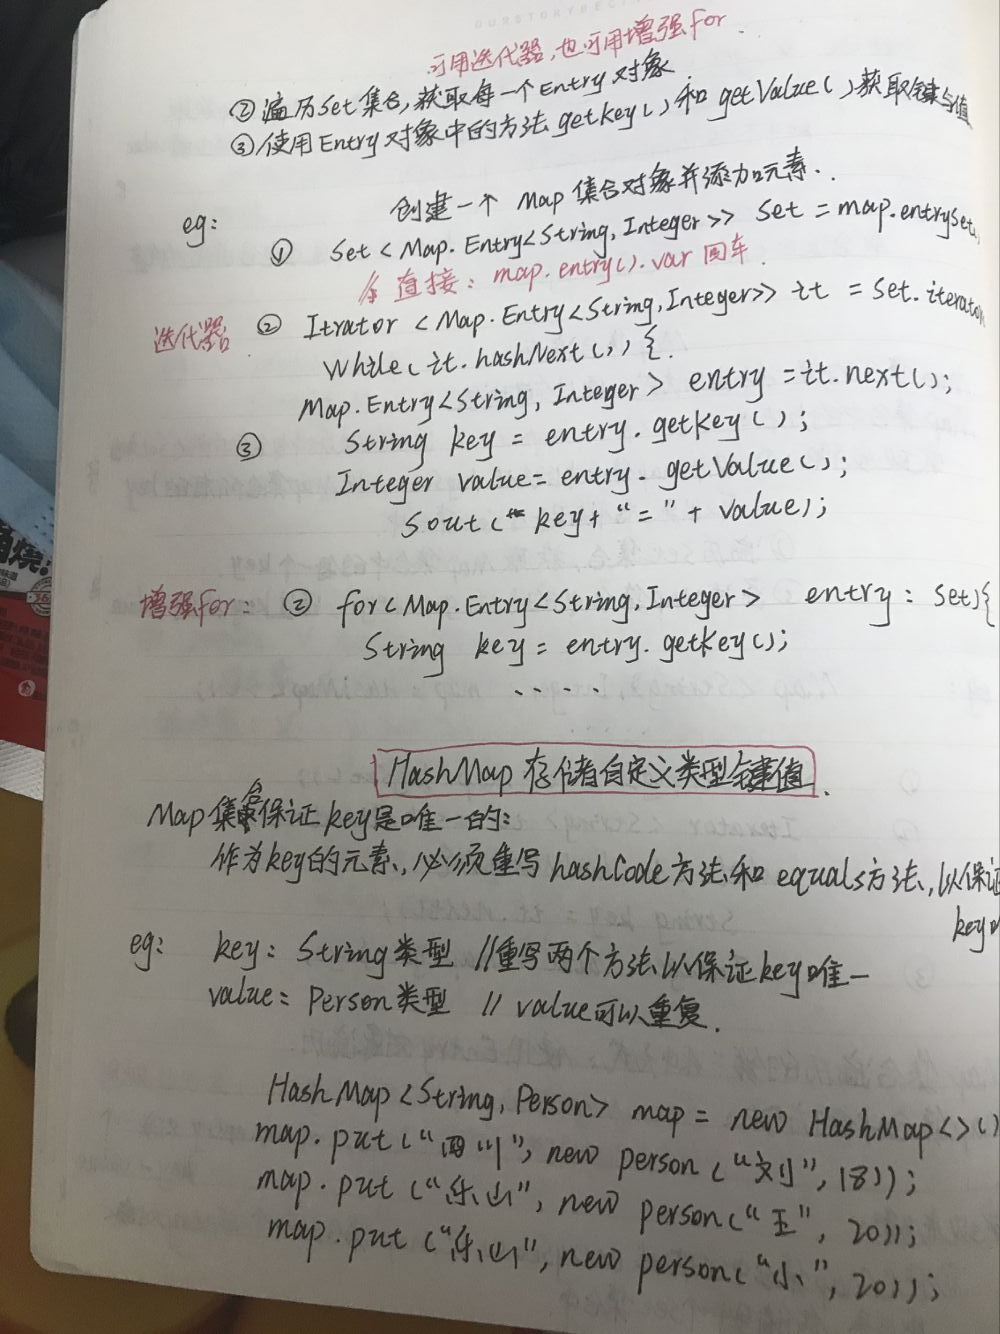 可用迭代器,也可用增强for.
②遍历Set集合,获取每一个Entry对象
③使用Entry对象中的方法getKey()和getValue()获取键与值
创建一个 Map 集合对象并添加元素..
eg:
① Set<Map.Entry<String,Integer>> set = map.entrySet
直接: map.entry().var 回车.
迭代器 ② Itrator <Map.Entry<String,Integer>> it = set.iterator
While(it.hashNext()){.
Map.Entry<String, Integer> entry =it.next();
③ String key = entry.getKey();
Integer value= entry.getValue();
sout( key+ "=" + value);
增强for: ② for(Map.Entry<String,Integer> entry : set){
String key = entry.getKey();
....
HashMap 存储自定义类型键值.
Map集合保证key是唯一的:
作为key的元素,必须重写hashCode方法和equals方法,以保证
key
eg: key: String类型 //重写两个方法以保证key唯一
value= Person类型 // value可以重复.
HashMap<String,Person> map = new HashMap<>()
map.put("四川", new person("刘", 18));
map.put("乐山", new person("王", 20));
map.put("乐山", new person("小", 20));